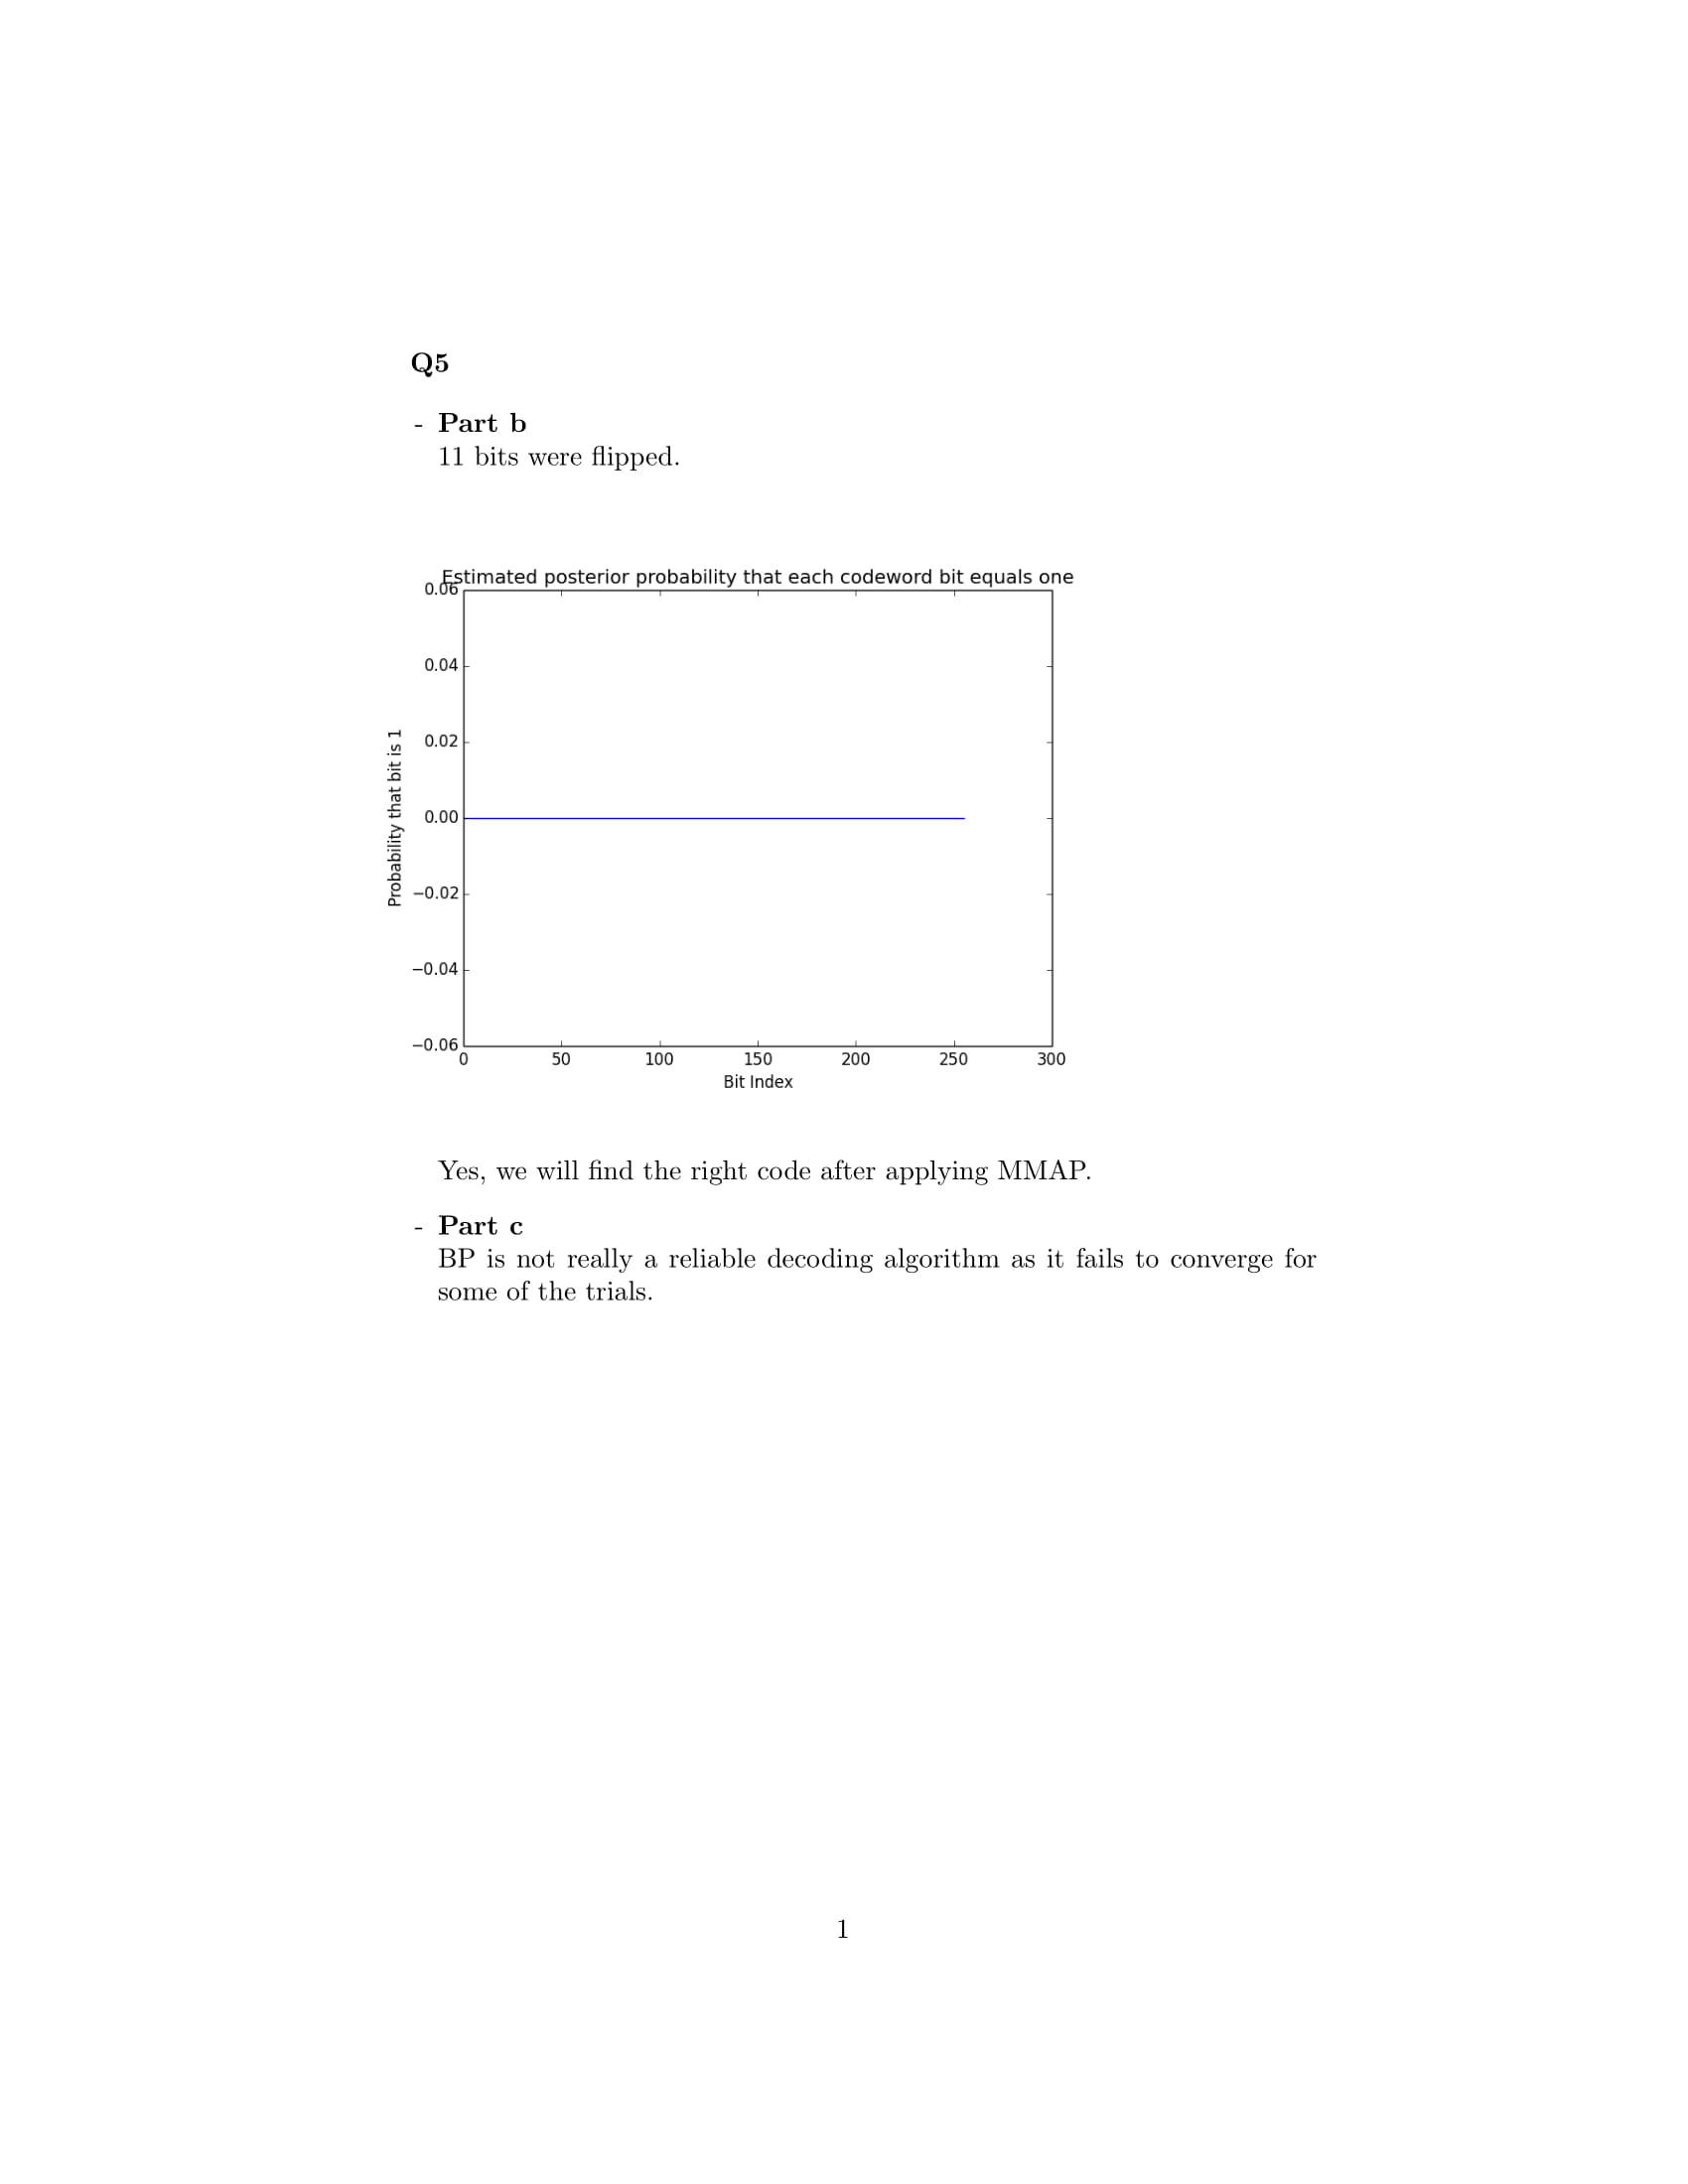 Q5
- Part b
11 bits were flipped.
Estimated posterior probability that each codeword bit equals one
0.06
0.04
0.02
0.00
−0.02
−0.04
−0.06
Probability that bit is 1
0 50 100 150 200 250 300
Bit Index
Yes, we will find the right code after applying MMAP.
- Part c
BP is not really a reliable decoding algorithm as it fails to converge for
some of the trials.
1